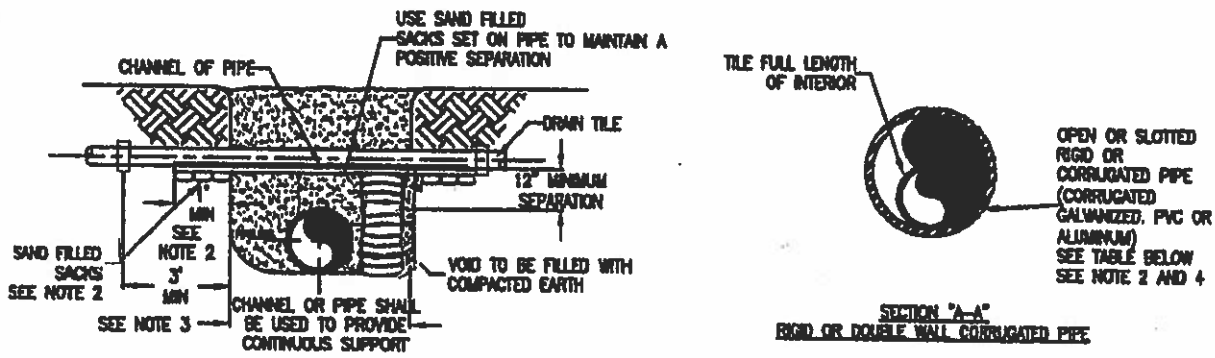 USE SAND FILLED
SACKS SET ON PIPE TO MAINTAIN A
POSITIVE SEPARATION
CHANNEL OF PIPE
DRAIN TILE
12" MINIMUM
SEPARATION
1'
MIN
SEE
NOTE 2
SAND FILLED
SACKS
SEE NOTE 2
3'
MIN
SEE NOTE 3
VOID TO BE FILLED WITH
COMPACTED EARTH
CHANNEL OR PIPE SHALL
BE USED TO PROVIDE
CONTINUOUS SUPPORT
TILE FULL LENGTH
OF INTERIOR
OPEN OR SLOTTED
RIGID OR
CORRUGATED PIPE
(CORRUGATED
GALVANIZED, PVC OR
ALUMINUM)
SEE TABLE BELOW
SEE NOTE 2 AND 4
SECTION "A-A"
RIGID OR DOUBLE WALL CORRUGATED PIPE